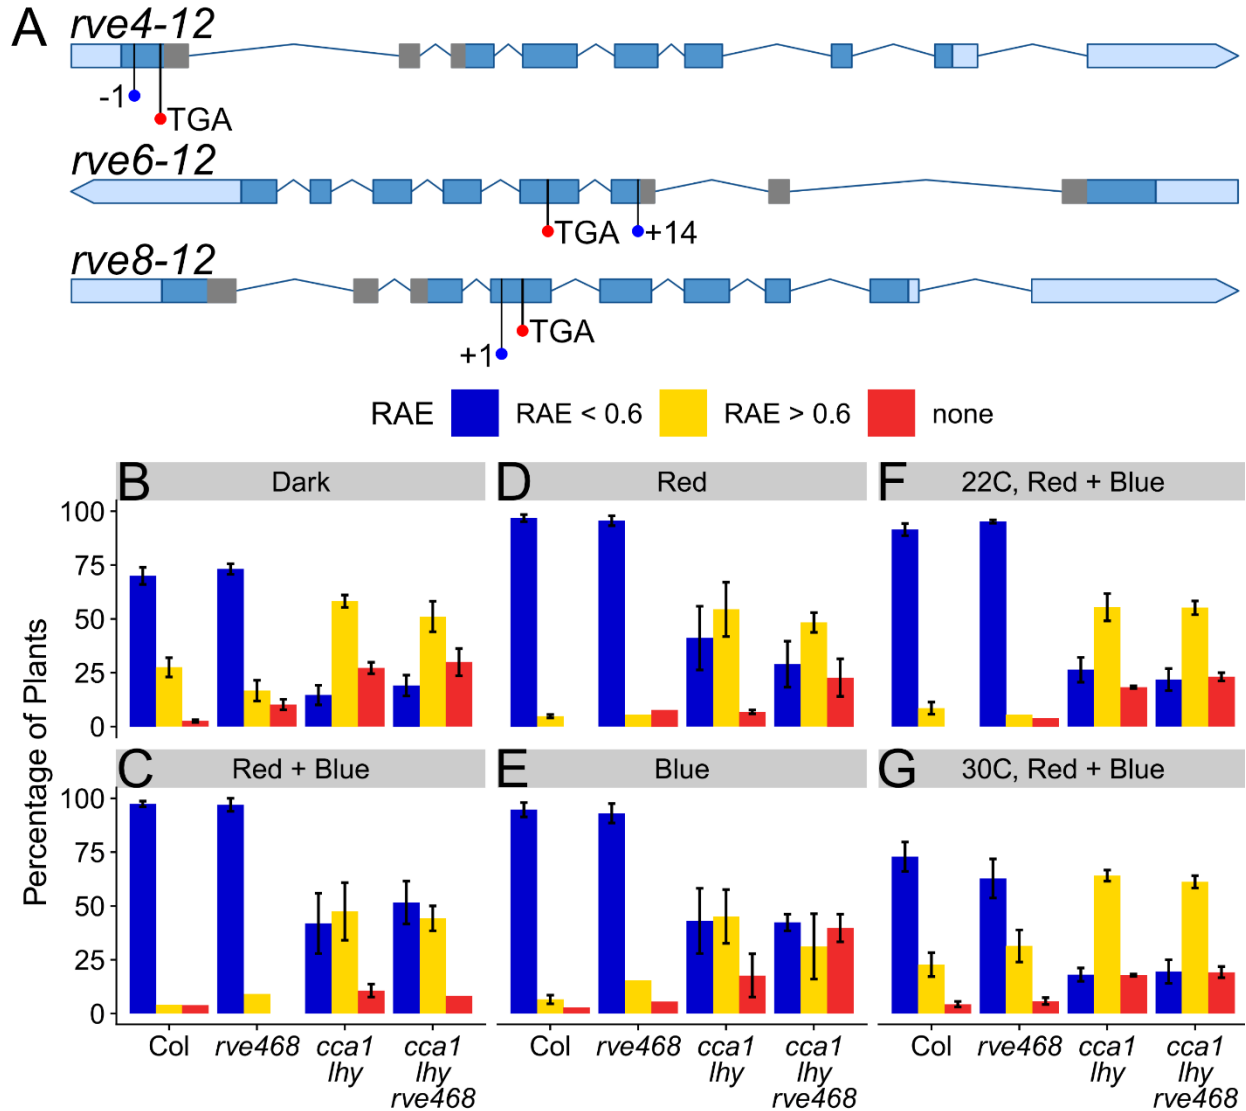 A
rve4-12
-1
TGA
rve6-12
TGA
+14
rve8-12
TGA
+1
RAE RAE < 0.6 RAE > 0.6 none
B Dark D Red F 22C, Red + Blue
100
75
50
25
0
C Red + Blue E Blue G 30C, Red + Blue
100
75
50
25
0
Percentage of Plants
Col rve468 cca1 cca1 Col rve468 cca1 cca1 Col rve468 cca1 cca1
lhy lhy lhy lhy lhy lhy
rve468 rve468 rve468